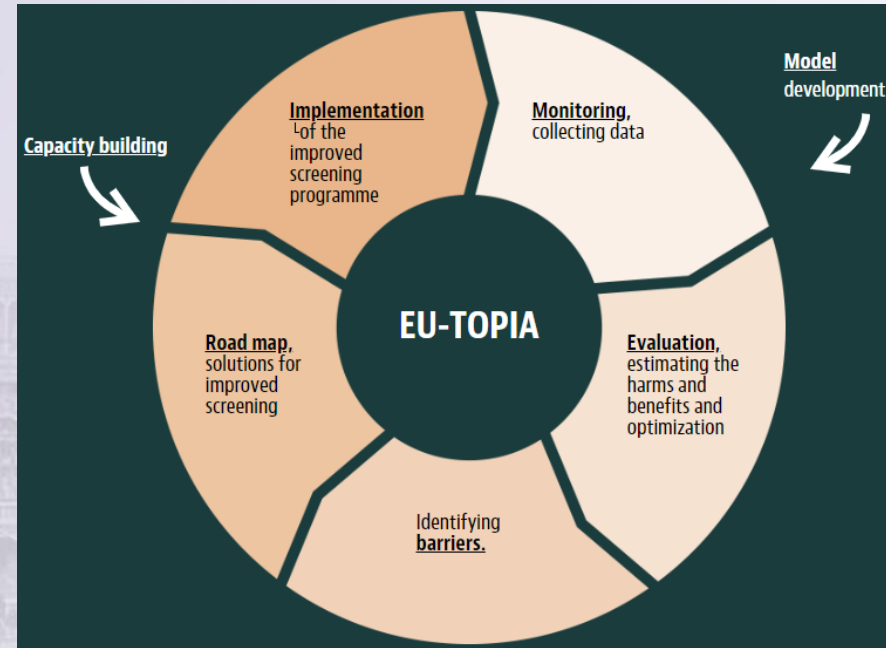 Model
development
Capacity building
Implementation
└of the
improved
screening
programme
Monitoring,
collecting data
EU-TOPIA
Road map,
solutions for
improved
screening
Evaluation,
estimating the
harms and
benefits and
optimization
Identifying
barriers.